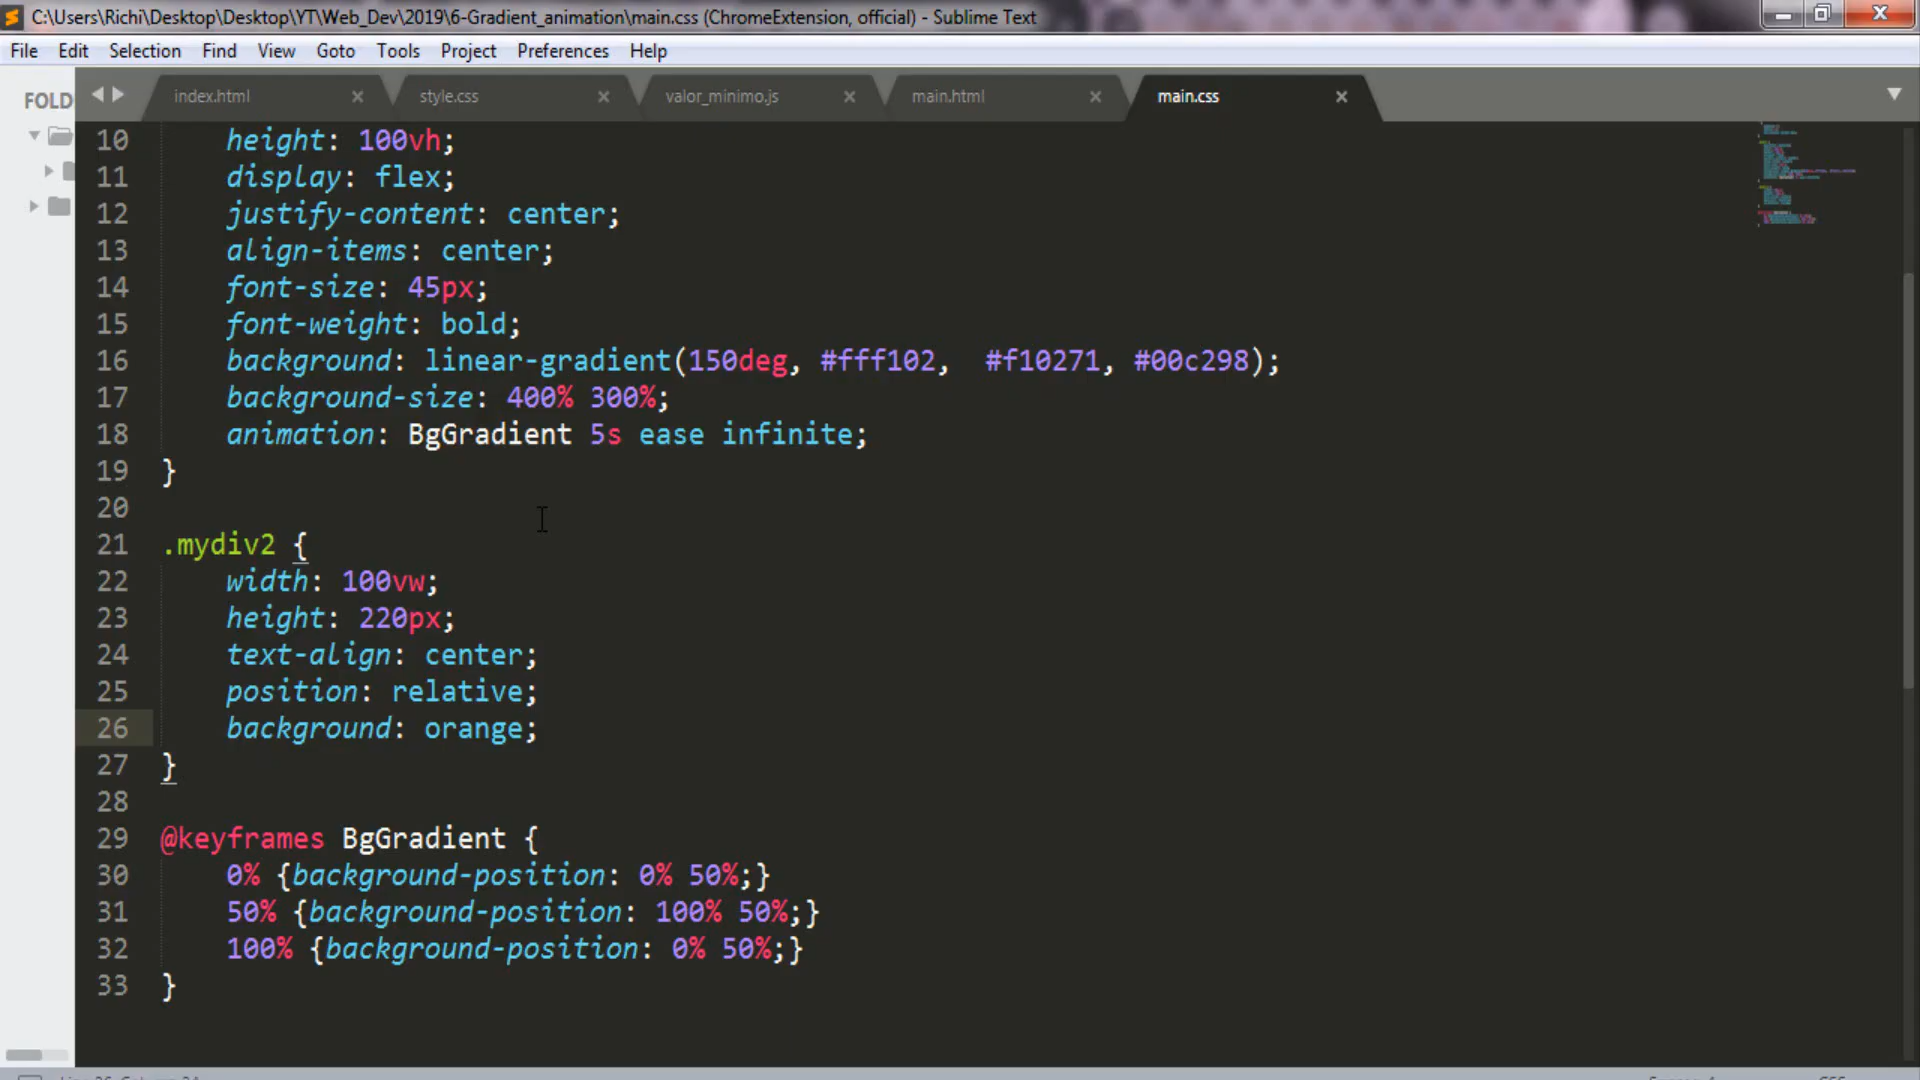 C:\Users\Richi\Desktop\Desktop\YT\Web_Dev\2019\6-Gradient_animation\main.css (ChromeExtension, official) - Sublime Text
File Edit Selection Find View Goto Tools Project Preferences Help
FOLD
index.html style.css valor_minimo.js main.html main.css
10 height: 100vh;
11 display: flex;
12 justify-content: center;
13 align-items: center;
14 font-size: 45px;
15 font-weight: bold;
16 background: linear-gradient(150deg, #fff102,  #f10271, #00c298);
17 background-size: 400% 300%;
18 animation: BgGradient 5s ease infinite;
19 }
20
21 .mydiv2 {
22 width: 100vw;
23 height: 220px;
24 text-align: center;
25 position: relative;
26 background: orange;
27 }
28
29 @keyframes BgGradient {
30 0% {background-position: 0% 50%;}
31 50% {background-position: 100% 50%;}
32 100% {background-position: 0% 50%;}
33 }